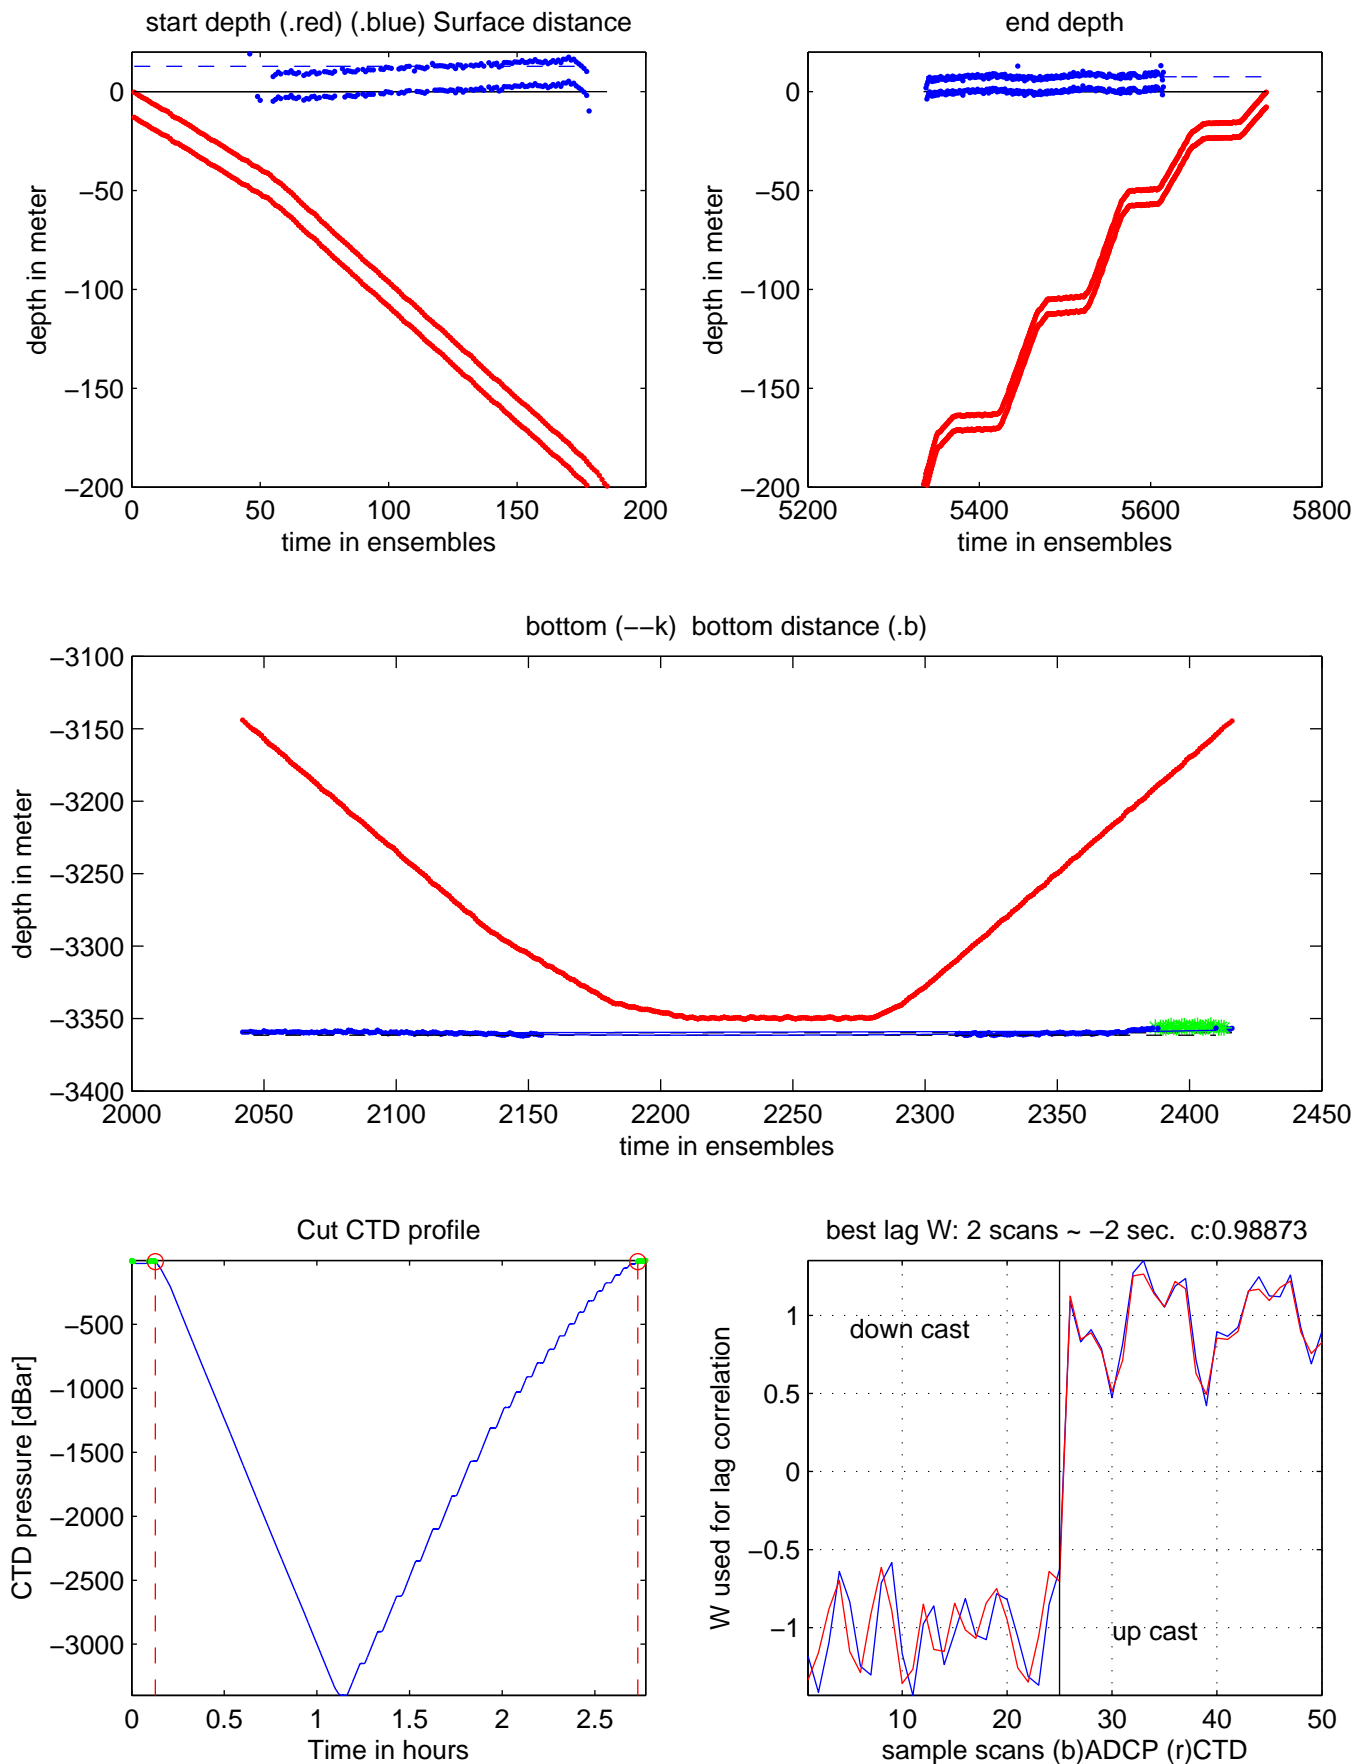 start depth (.red) (.blue) Surface distance
0
−50
−100
−150
−200
depth in meter
0 50 100 150 200
time in ensembles
end depth
0
−50
−100
−150
−200
depth in meter
5200 5400 5600 5800
time in ensembles
bottom (−−k)  bottom distance (.b)
−3100
−3150
−3200
−3250
−3300
−3350
−3400
depth in meter
2000 2050 2100 2150 2200 2250 2300 2350 2400 2450
time in ensembles
Cut CTD profile
−500
−1000
−1500
−2000
−2500
−3000
CTD pressure [dBar]
0 0.5 1 1.5 2 2.5
Time in hours
best lag W: 2 scans ~ −2 sec.  c:0.98873
1
0.5
0
−0.5
−1
W used for lag correlation
down cast
up cast
10 20 30 40 50
sample scans (b)ADCP (r)CTD